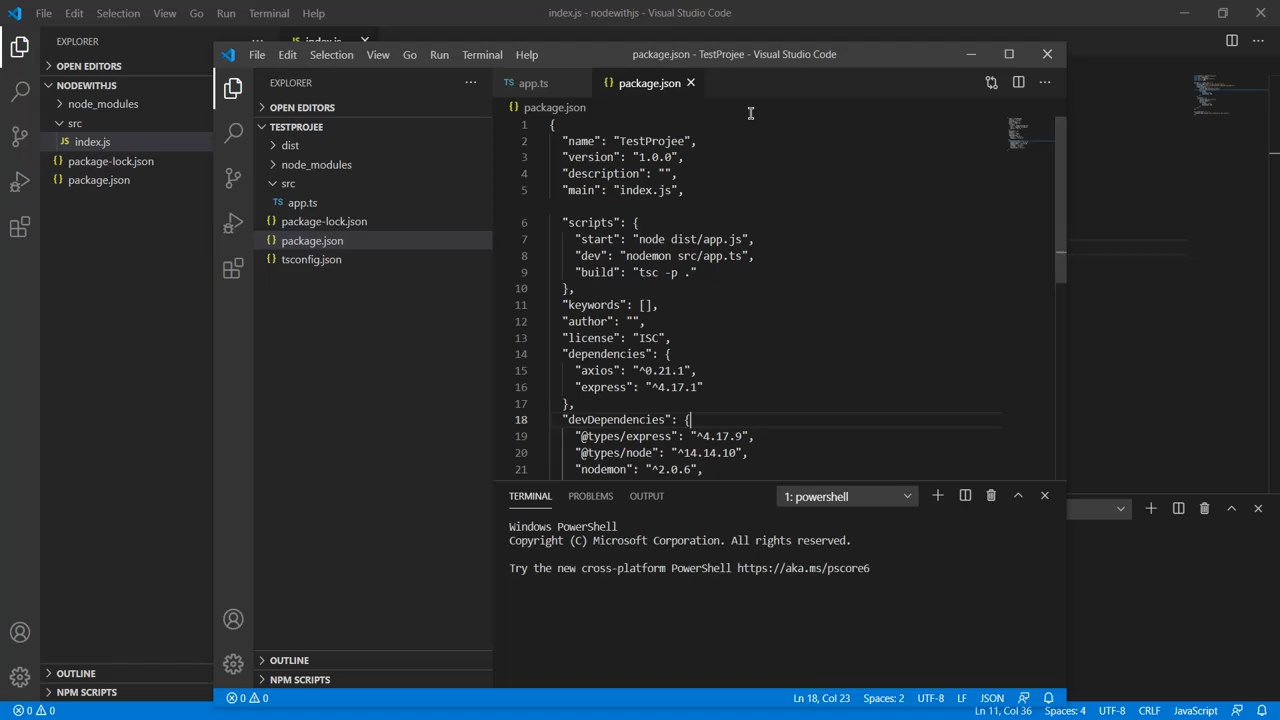 File Edit Selection View Go Run Terminal Help index.js - nodewithjs - Visual Studio Code
EXPLORER
OPEN EDITORS
NODEWITHJS
node_modules
src
JS index.js
{} package-lock.json
{} package.json
OUTLINE
NPM SCRIPTS
0 0
index.js
File Edit Selection View Go Run Terminal Help package.json - TestProjee - Visual Studio Code
EXPLORER
OPEN EDITORS
TESTPROJEE
dist
node_modules
src
TS app.ts
{} package-lock.json
{} package.json
{} tsconfig.json
OUTLINE
NPM SCRIPTS
TS app.ts {} package.json
{} package.json
1 {
2 "name": "TestProjee",
3 "version": "1.0.0",
4 "description": "",
5 "main": "index.js",
6 "scripts": {
7 "start": "node dist/app.js",
8 "dev": "nodemon src/app.ts",
9 "build": "tsc -p ."
10 },
11 "keywords": [],
12 "author": "",
13 "license": "ISC",
14 "dependencies": {
15 "axios": "^0.21.1",
16 "express": "^4.17.1"
17 },
18 "devDependencies": {
19 "@types/express": "^4.17.9",
20 "@types/node": "^14.14.10",
21 "nodemon": "^2.0.6",
TERMINAL PROBLEMS OUTPUT 1: powershell
Windows PowerShell
Copyright (C) Microsoft Corporation. All rights reserved.
Try the new cross-platform PowerShell https://aka.ms/pscore6
0 0 Ln 18, Col 23 Spaces: 2 UTF-8 LF JSON
Ln 11, Col 36 Spaces: 4 UTF-8 CRLF JavaScript